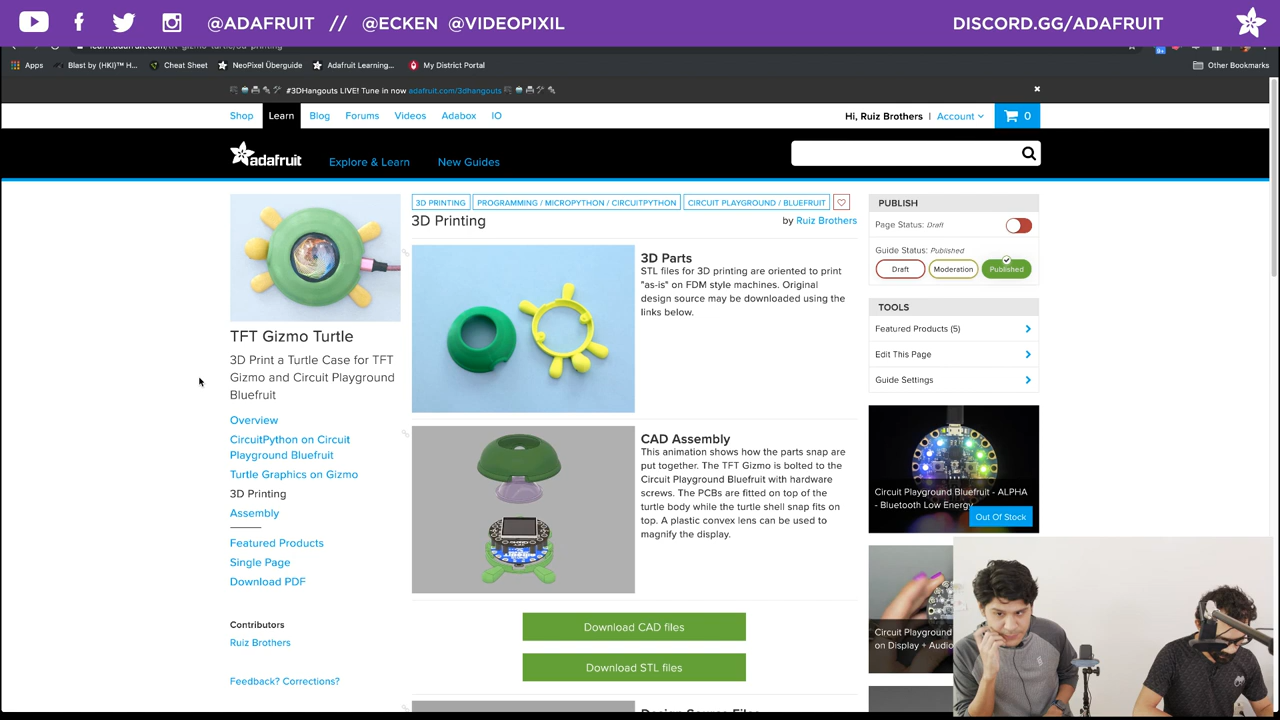 @ADAFRUIT // @ECKEN @VIDEOPIXIL
DISCORD.GG/ADAFRUIT
Apps
Blast by (HKI)™ H...
Cheat Sheet
NeoPixel Überguide
Adafruit Learning...
My District Portal
Other Bookmarks
#3DHangouts LIVE! Tune in now adafruit.com/3dhangouts
Shop
Learn
Blog
Forums
Videos
Adabox
IO
Hi, Ruiz Brothers | Account
0
adafruit
Explore & Learn
New Guides
TFT Gizmo Turtle
3D Print a Turtle Case for TFT
Gizmo and Circuit Playground
Bluefruit
Overview
CircuitPython on Circuit
Playground Bluefruit
Turtle Graphics on Gizmo
3D Printing
Assembly
Featured Products
Single Page
Download PDF
Contributors
Ruiz Brothers
Feedback? Corrections?
3D PRINTING
PROGRAMMING / MICROPYTHON / CIRCUITPYTHON
CIRCUIT PLAYGROUND / BLUEFRUIT
3D Printing
by Ruiz Brothers
3D Parts
STL files for 3D printing are oriented to print
"as-is" on FDM style machines. Original
design source may be downloaded using the
links below.
CAD Assembly
This animation shows how the parts snap are
put together. The TFT Gizmo is bolted to the
Circuit Playground Bluefruit with hardware
screws. The PCBs are fitted on top of the
turtle body while the turtle shell snap fits on
top. A plastic convex lens can be used to
magnify the display.
Download CAD files
Download STL files
Design Source Files
PUBLISH
Page Status: Draft
Guide Status: Published
Draft
Moderation
Published
TOOLS
Featured Products (5)
Edit This Page
Guide Settings
Circuit Playground Bluefruit - ALPHA
- Bluetooth Low Energy
Out Of Stock
Circuit Playground
on Display + Audio